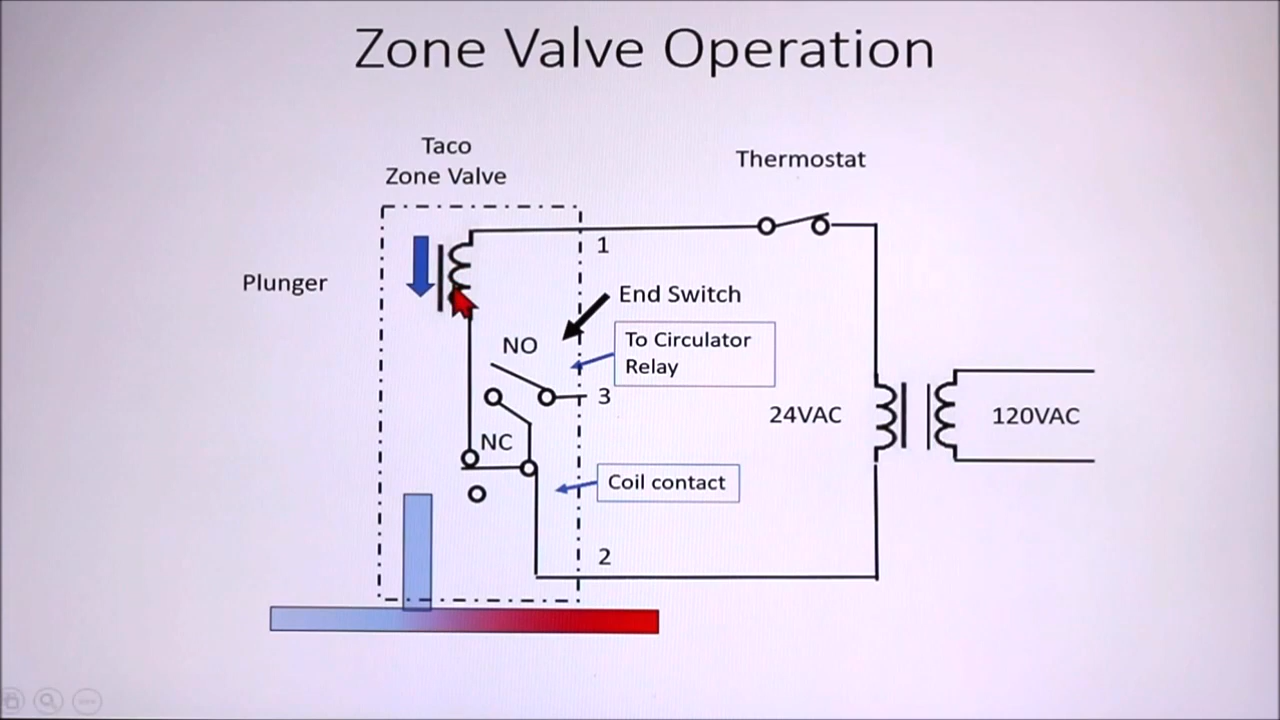 Zone Valve Operation
Taco
Zone Valve
Thermostat
1
Plunger
End Switch
NO
To Circulator
Relay
3
24VAC
120VAC
NC
Coil contact
2